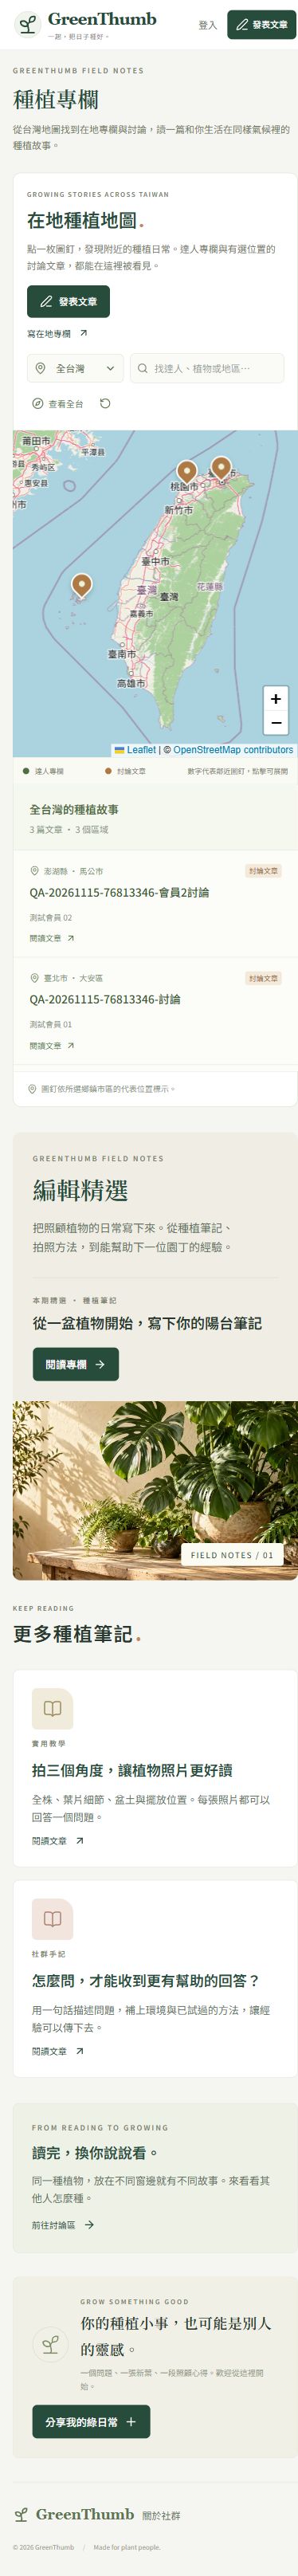 GreenThumb
一起，把日子種好。
登入
發表文章
GREENTHUMB FIELD NOTES
種植專欄
從台灣地圖找到在地專欄與討論，讀一篇和你生活在同樣氣候裡的
種植故事。
GROWING STORIES ACROSS TAIWAN
在地種植地圖.
點一枚圖釘，發現附近的種植日常。達人專欄與有選位置的
討論文章，都能在這裡被看見。
發表文章
寫在地專欄
全台灣
找達人、植物或地區…
查看全台
莆田市
平潭县
秀屿区
惠安县
州市
桃園市
新竹市
臺中市
花蓮縣
臺灣
臺灣
嘉義市
臺南市
高雄市
+
−
Leaflet | © OpenStreetMap contributors
達人專欄
討論文章
數字代表鄰近圖釘，點擊可展開
全台灣的種植故事
3 篇文章 · 3 個區域
澎湖縣 · 馬公市
討論文章
QA-20261115-76813346-會員2討論
測試會員 02
閱讀文章
臺北市 · 大安區
討論文章
QA-20261115-76813346-討論
測試會員 01
閱讀文章
圖釘依所選鄉鎮市區的代表位置標示。
GREENTHUMB FIELD NOTES
編輯精選
把照顧植物的日常寫下來。從種植筆記、
拍照方法，到能幫助下一位園丁的經驗。
本期精選 · 種植筆記
從一盆植物開始，寫下你的陽台筆記
閱讀專欄
FIELD NOTES / 01
KEEP READING
更多種植筆記.
實用教學
拍三個角度，讓植物照片更好讀
全株、葉片細節、盆土與擺放位置。每張照片都可以
回答一個問題。
閱讀文章
社群手記
怎麼問，才能收到更有幫助的回答？
用一句話描述問題，補上環境與已試過的方法，讓經
驗可以傳下去。
閱讀文章
FROM READING TO GROWING
讀完，換你說說看。
同一種植物，放在不同窗邊就有不同故事。來看看其
他人怎麼種。
前往討論區
GROW SOMETHING GOOD
你的種植小事，也可能是別人
的靈感。
一個問題、一張新葉、一段照顧心得。歡迎從這裡開
始。
分享我的綠日常
GreenThumb
關於社群
© 2026 GreenThumb / Made for plant people.